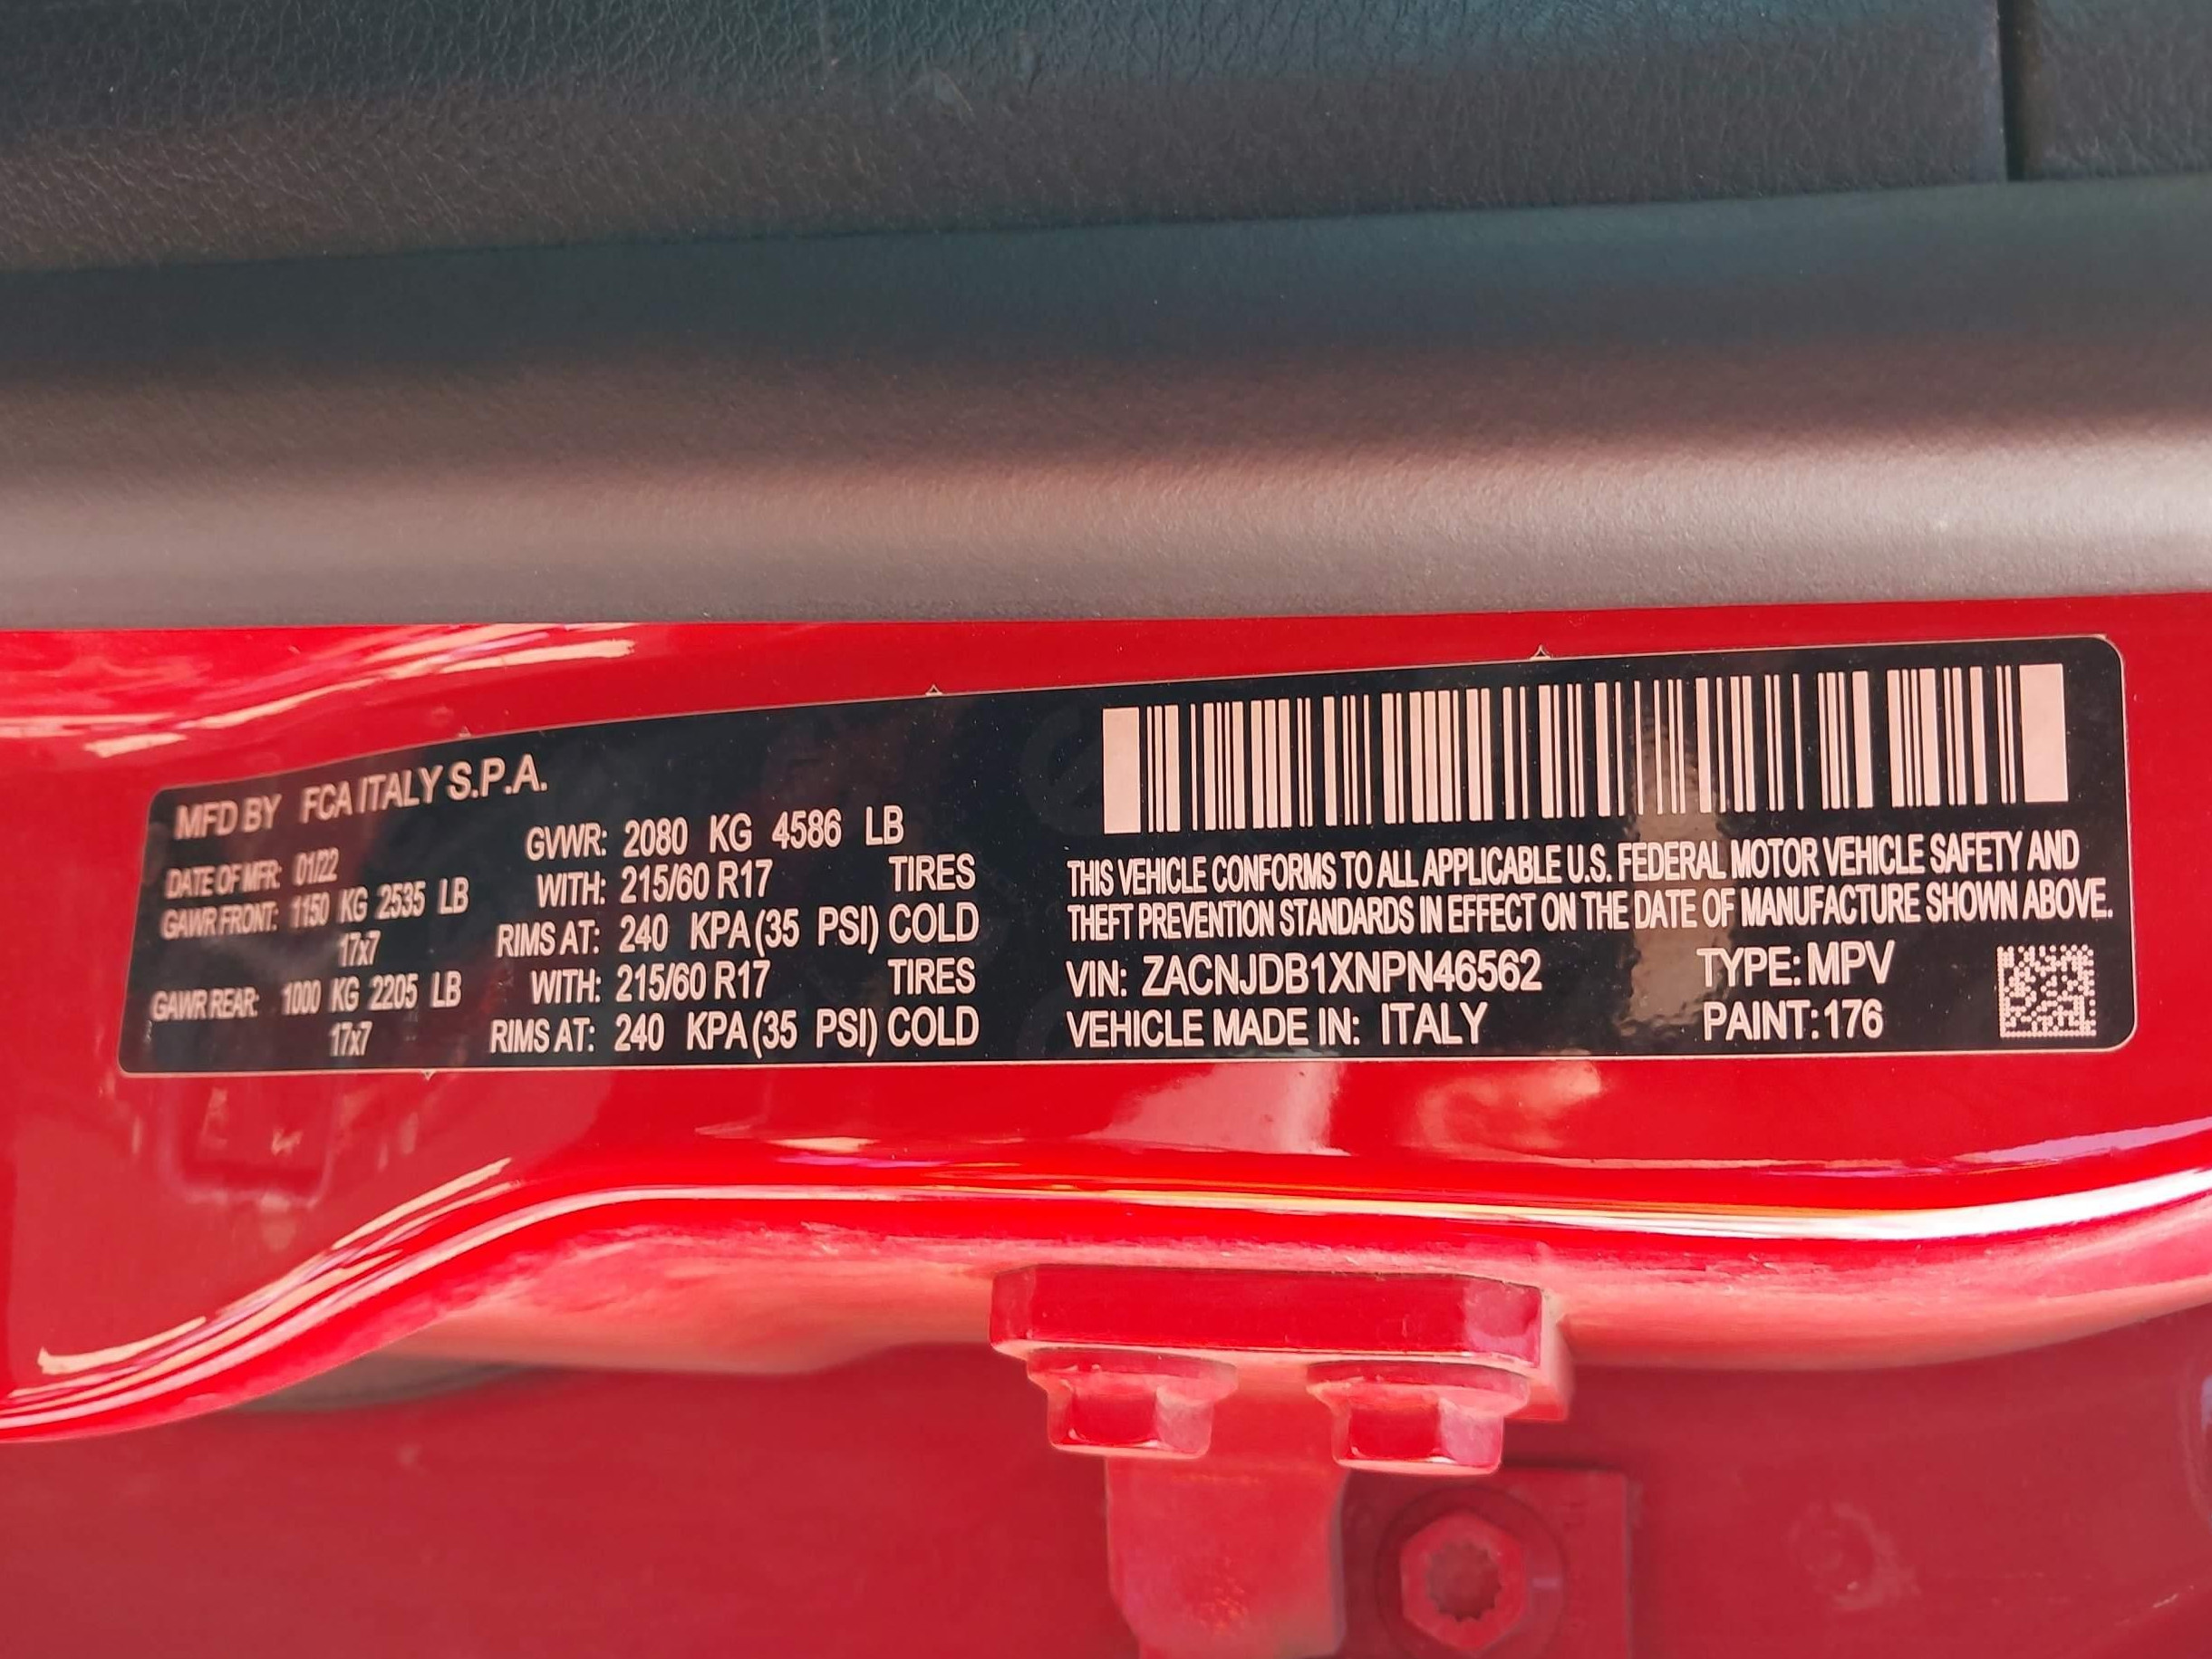 MFD BY FCA ITALY S.P.A.
DATE OF MFR: 01/22 GVWR: 2080 KG 4586 LB
GAWR FRONT: 1150 KG 2535 LB WITH: 215/60 R17 TIRES
17x7 RIMS AT: 240 KPA (35 PSI) COLD
GAWR REAR: 1000 KG 2205 LB WITH: 215/60 R17 TIRES
17x7 RIMS AT: 240 KPA (35 PSI) COLD
THIS VEHICLE CONFORMS TO ALL APPLICABLE U.S. FEDERAL MOTOR VEHICLE SAFETY AND
THEFT PREVENTION STANDARDS IN EFFECT ON THE DATE OF MANUFACTURE SHOWN ABOVE.
VIN: ZACNJDB1XNPN46562 TYPE: MPV
VEHICLE MADE IN: ITALY PAINT: 176